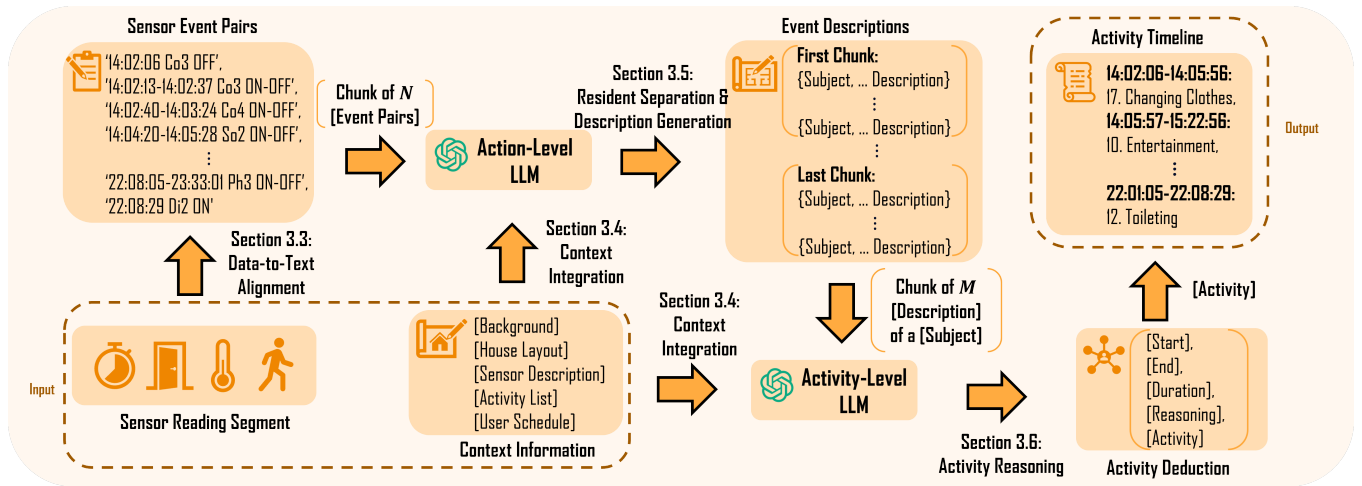 Sensor Event Pairs
‘14:02:06 Co3 OFF’,
‘14:02:13-14:02:37 Co3 ON-OFF’,
‘14:02:40-14:03:24 Co4 ON-OFF’,
‘14:04:20-14:05:28 So2 ON-OFF’,
⋮
‘22:08:05-23:33:01 Ph3 ON-OFF’,
‘22:08:29 Di2 ON'
Chunk of N
[Event Pairs]
Action-Level
LLM
Section 3.5:
Resident Separation &
Description Generation
Event Descriptions
First Chunk:
{Subject, ... Description}
⋮
{Subject, ... Description}
⋮
Last Chunk:
{Subject, ... Description}
⋮
{Subject, ... Description}
Activity Timeline
14:02:06-14:05:56:
17. Changing Clothes,
14:05:57-15:22:56:
10. Entertainment,
⋮
22:01:05-22:08:29:
12. Toileting
Output
Section 3.3:
Data-to-Text
Alignment
Section 3.4:
Context
Integration
Input
Sensor Reading Segment
[Background]
[House Layout]
[Sensor Description]
[Activity List]
[User Schedule]
Context Information
Section 3.4:
Context
Integration
Chunk of M
[Description]
of a [Subject]
Activity-Level
LLM
Section 3.6:
Activity Reasoning
[Activity]
[Start],
[End],
[Duration],
[Reasoning],
[Activity]
Activity Deduction